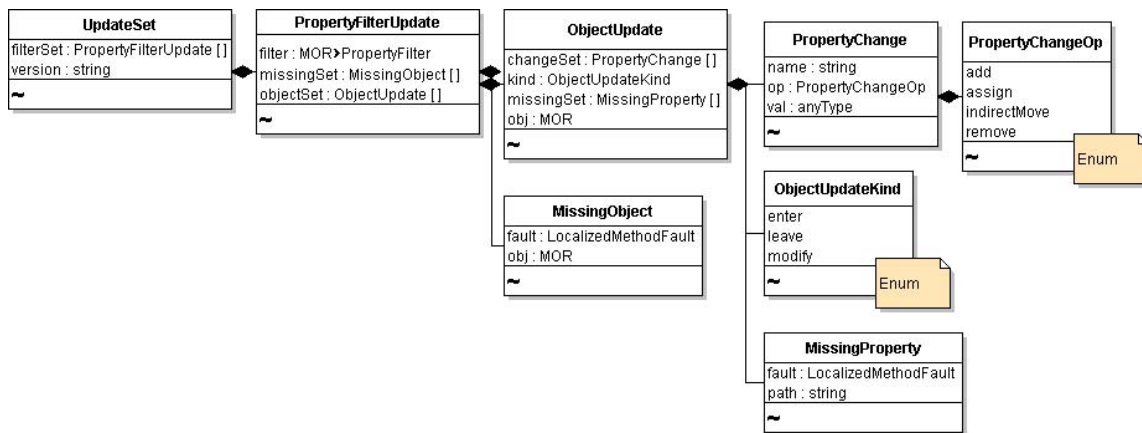 UpdateSet
filterSet : PropertyFilterUpdate [ ]
version : string
~
PropertyFilterUpdate
filter : MOR>PropertyFilter
missingSet : MissingObject [ ]
objectSet : ObjectUpdate [ ]
~
ObjectUpdate
changeSet : PropertyChange [ ]
kind : ObjectUpdateKind
missingSet : MissingProperty [ ]
obj : MOR
~
PropertyChange
name : string
op : PropertyChangeOp
val : anyType
~
PropertyChangeOp
add
assign
indirectMove
remove
~
Enum
MissingObject
fault : LocalizedMethodFault
obj : MOR
~
ObjectUpdateKind
enter
leave
modify
~
Enum
MissingProperty
fault : LocalizedMethodFault
path : string
~